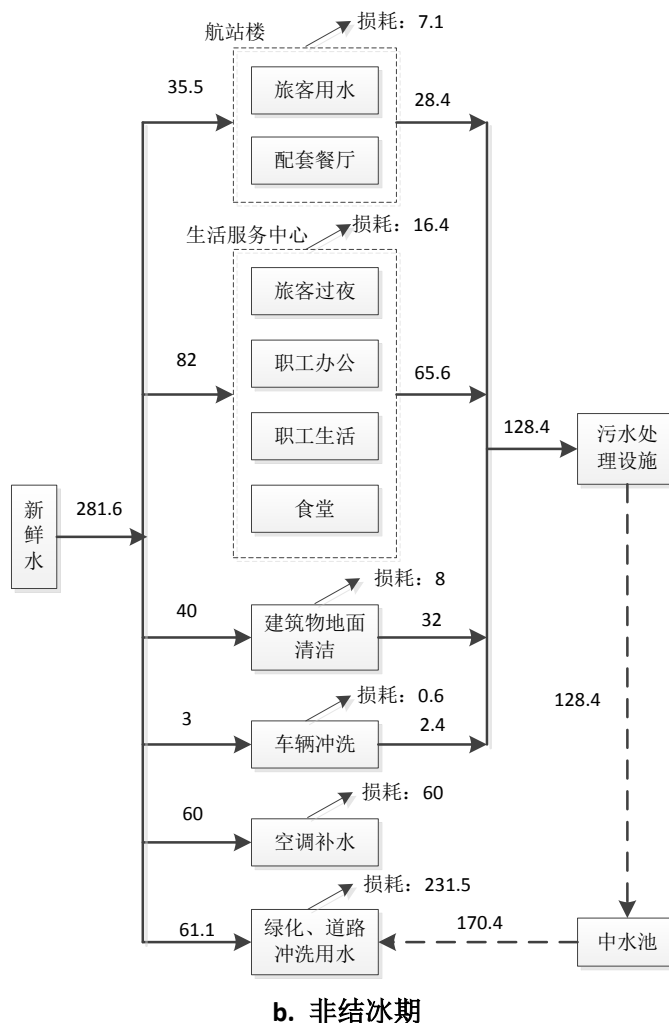 航站楼
损耗：7.1
35.5
旅客用水
28.4
配套餐厅
生活服务中心
损耗：16.4
旅客过夜
82
职工办公
65.6
职工生活
128.4
污水处
理设施
食堂
新
鲜
水
281.6
损耗：8
40
建筑物地面
清洁
32
损耗：0.6
3
车辆冲洗
2.4
128.4
损耗：60
60
空调补水
损耗：231.5
61.1
绿化、道路
冲洗用水
170.4
中水池
b. 非结冰期